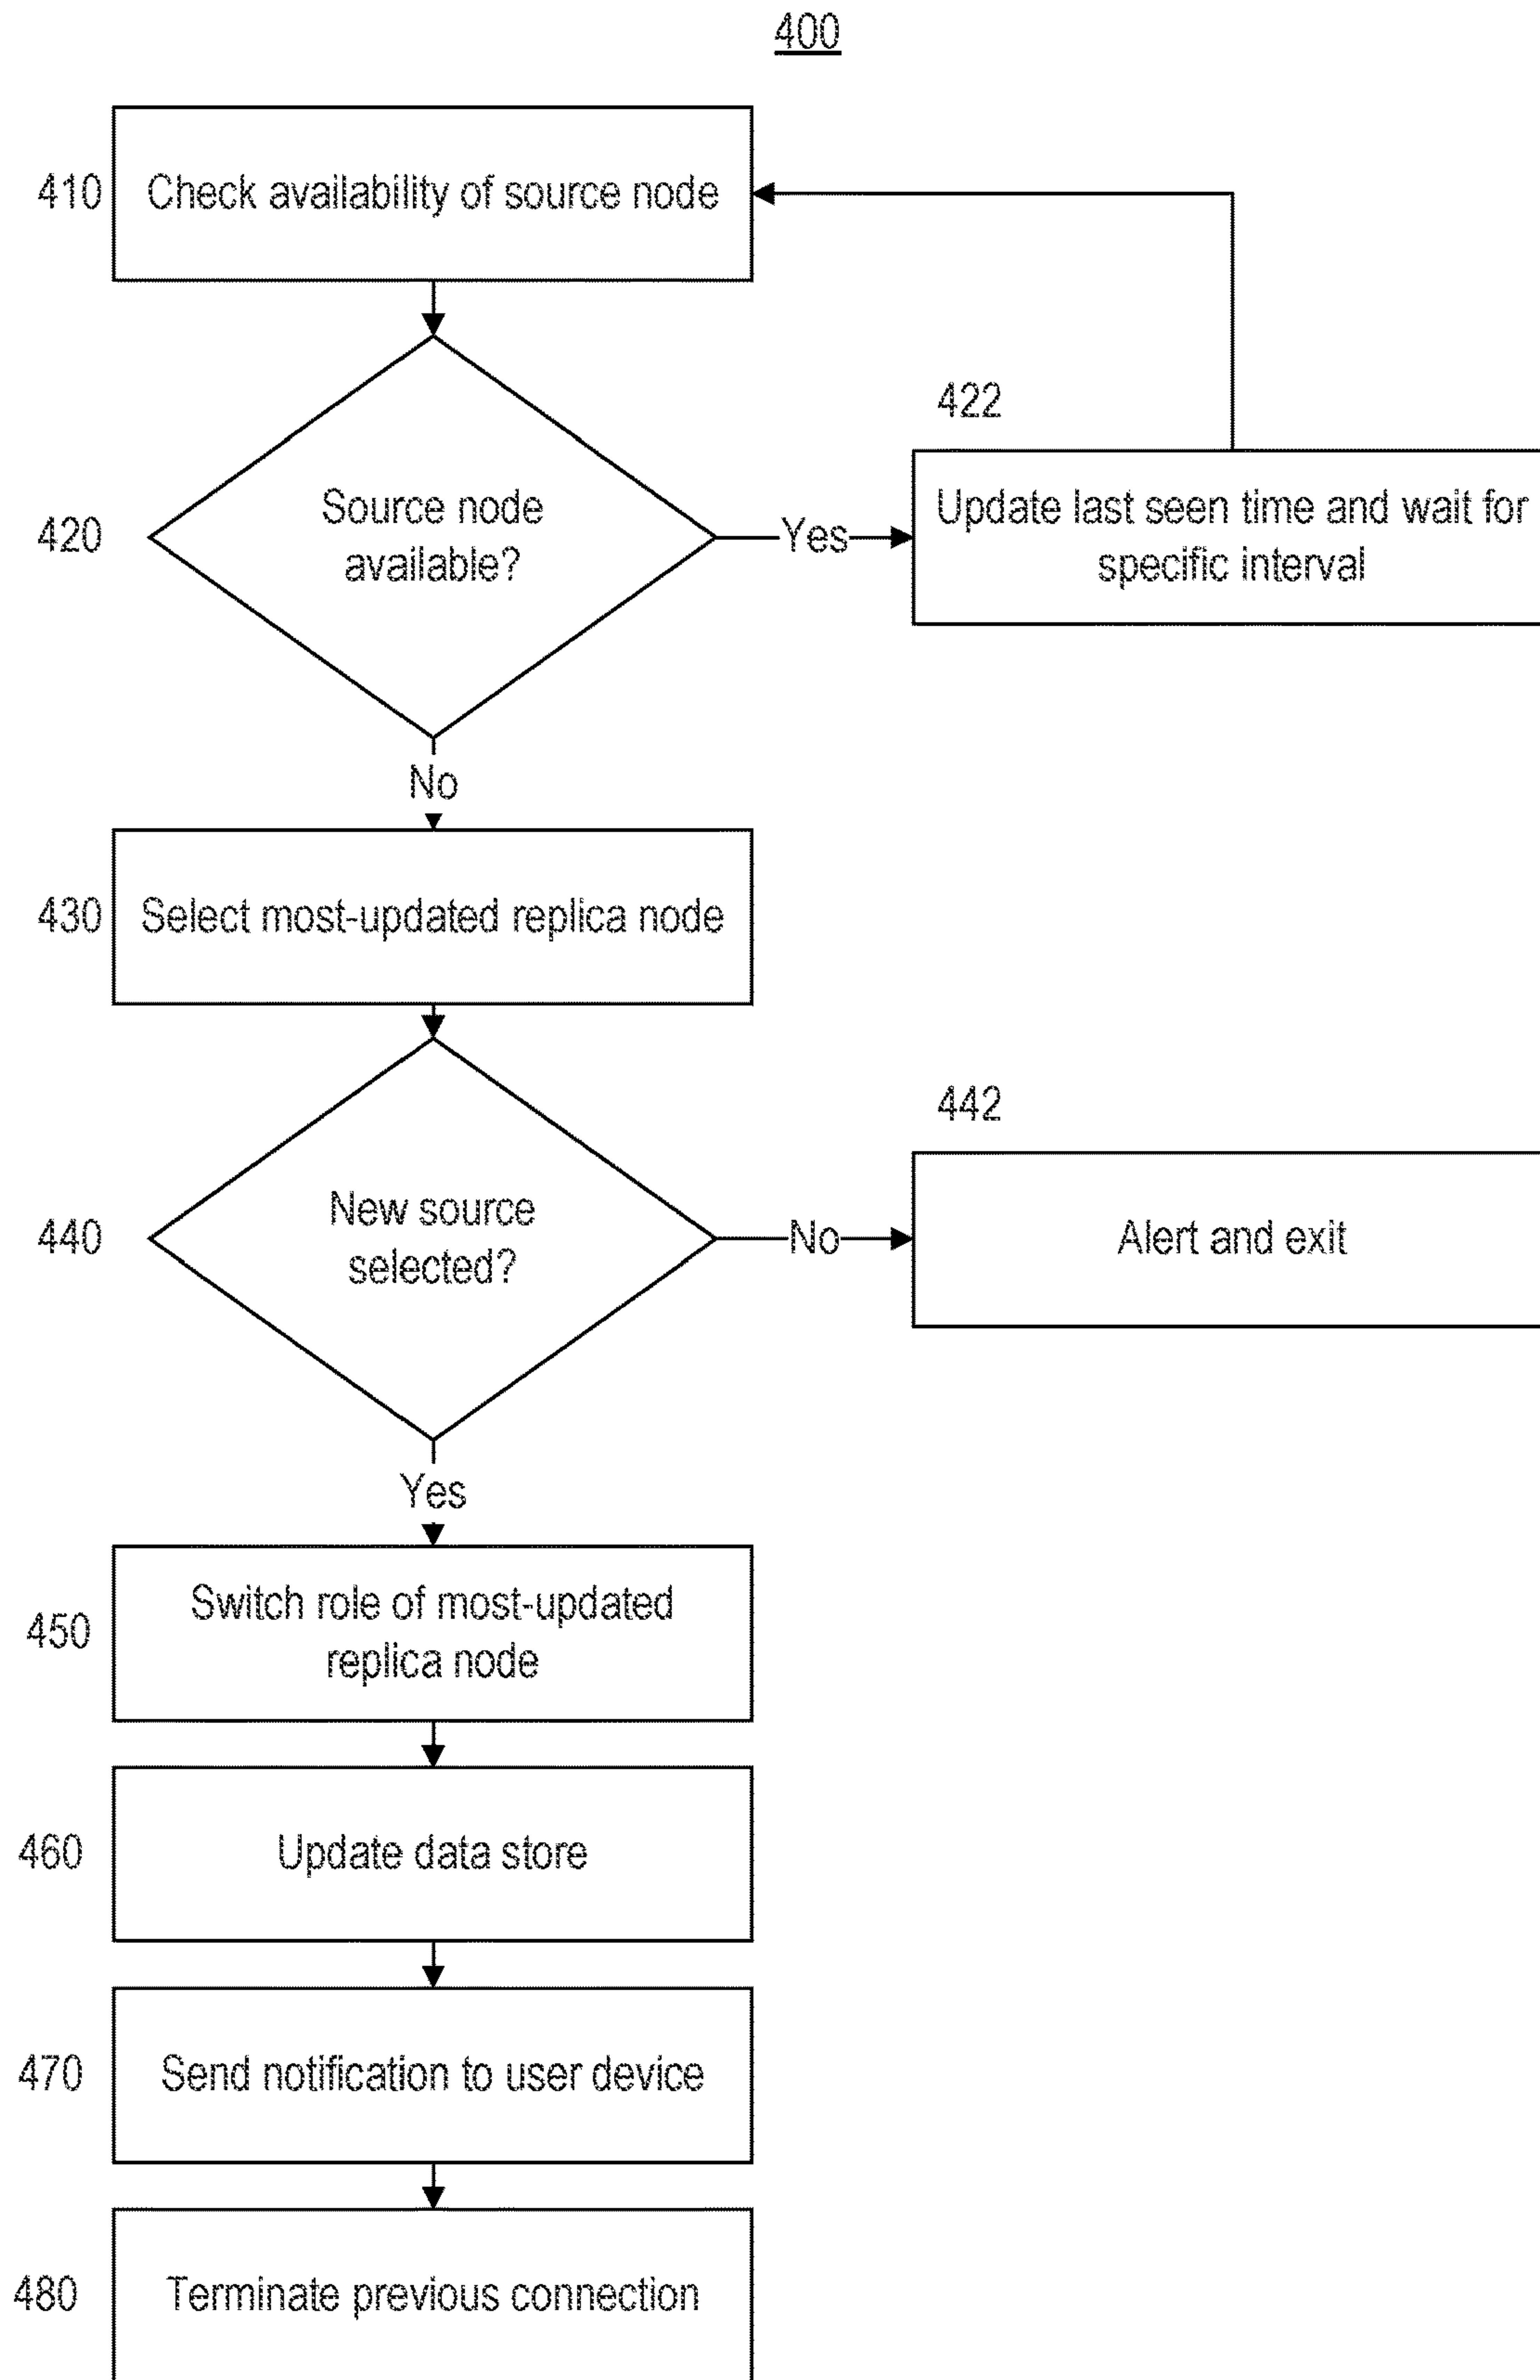 400
410
Check availability of source node
422
420
Source node
available?
Yes
Update last seen time and wait for
specific interval
No
430
Select most-updated replica node
442
440
New source
selected?
No
Alert and exit
Yes
450
Switch role of most-updated
replica node
460
Update data store
470
Send notification to user device
480
Terminate previous connection